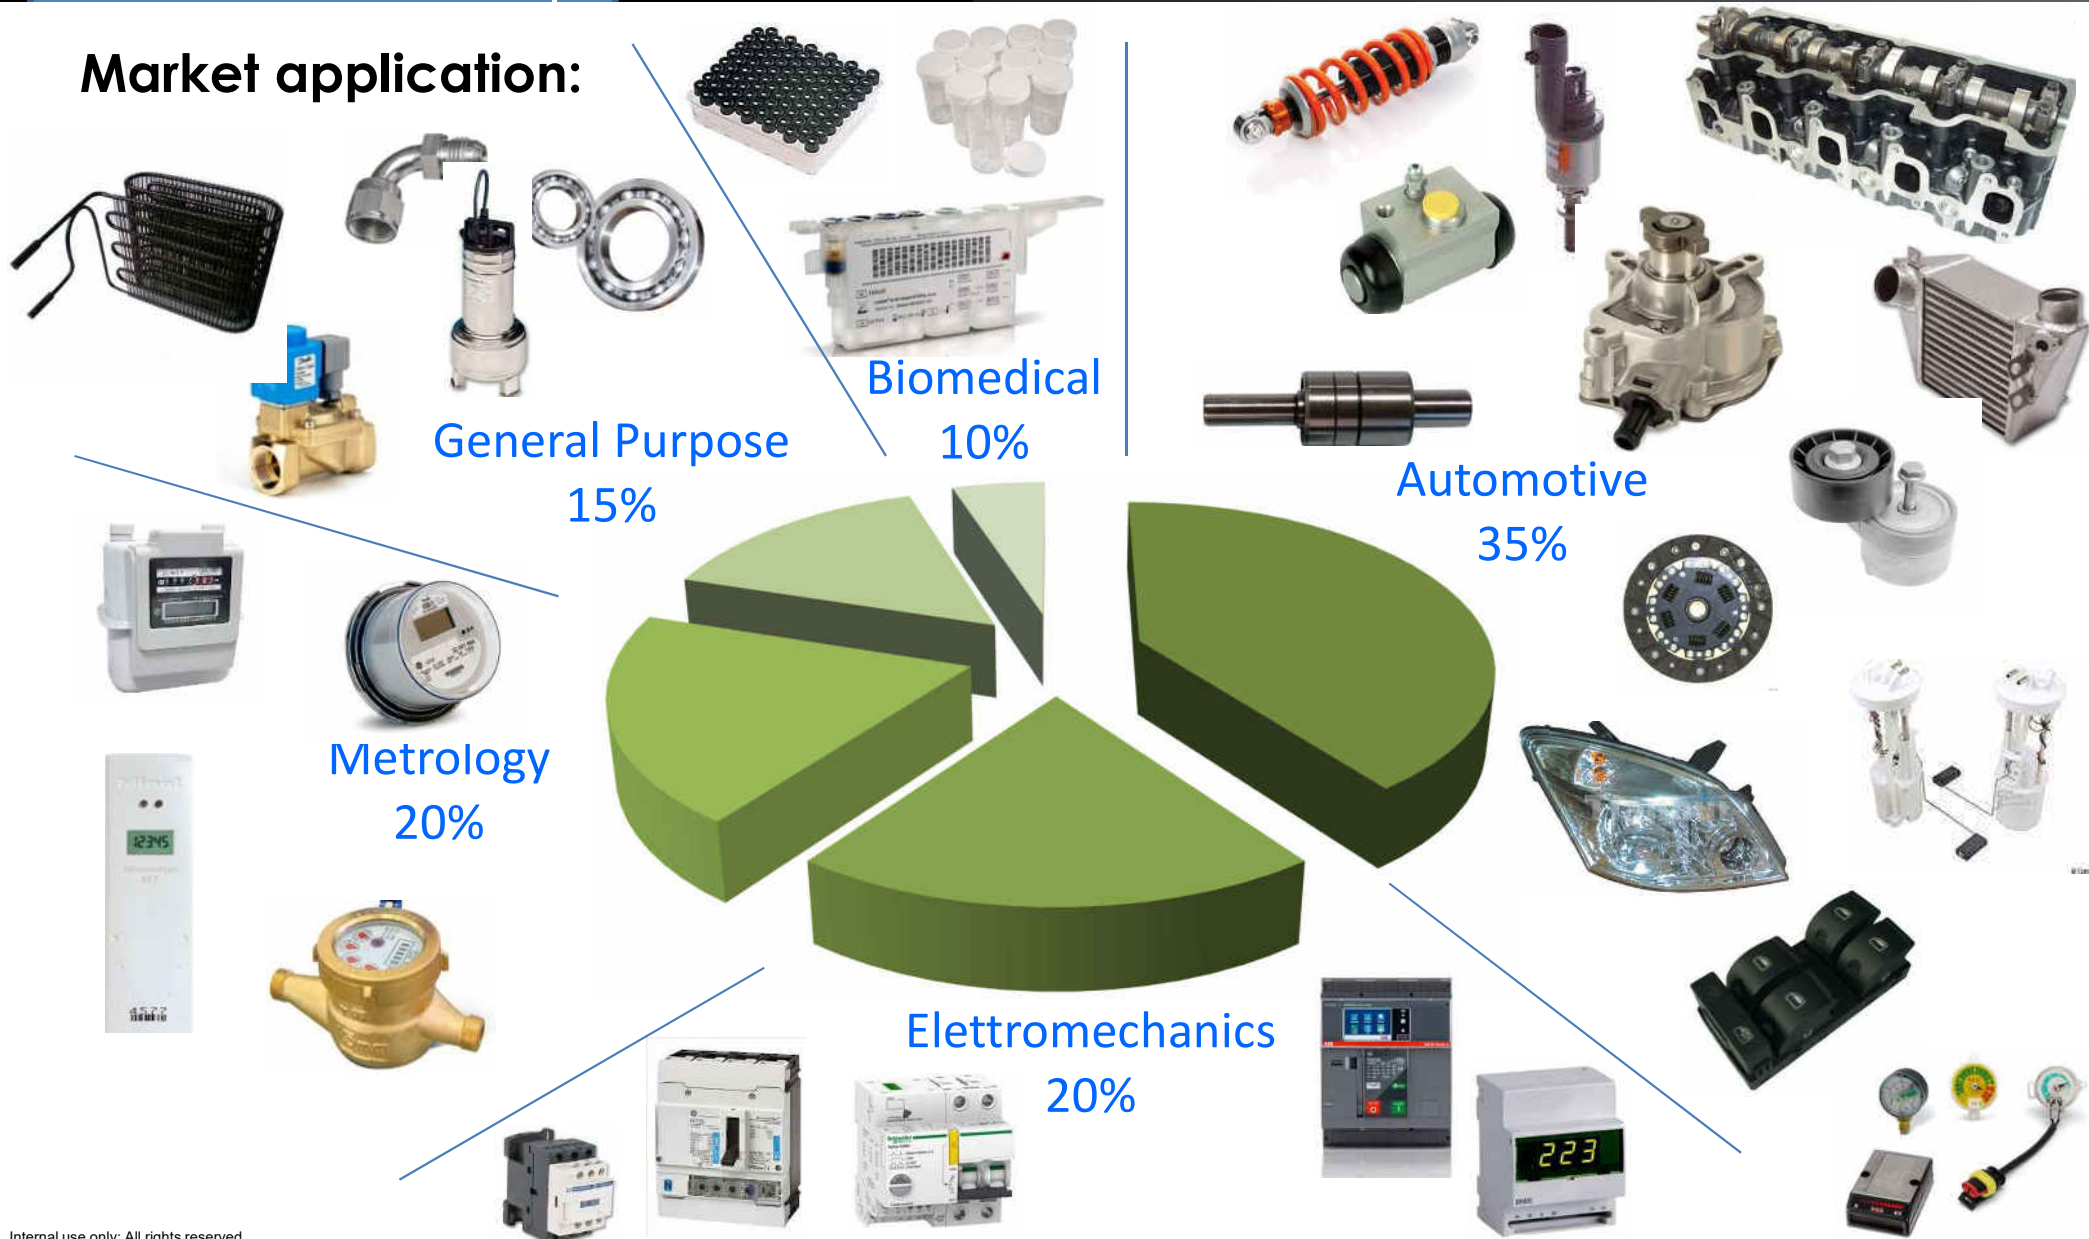 Market application:
Biomedical
10%
General Purpose
15%
Automotive
35%
Metrology
20%
12345
Elettromechanics
20%
223
Internal use only; All rights reserved